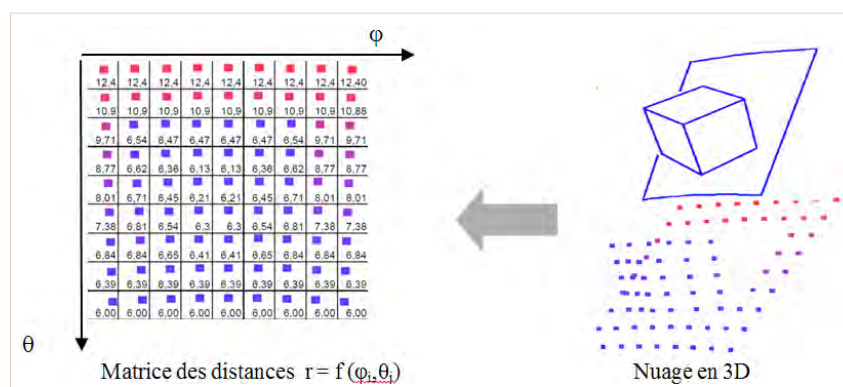 φ
12,4 12,4 12,4 12,4 12,4 12,4 12,4 12,4 12,40
10,9 10,9 10,9 10,9 10,9 10,9 10,9 10,9 10,88
9,71 6,54 6,47 6,47 6,47 6,47 6,54 9,71 9,71
8,77 6,62 6,36 6,13 6,13 6,36 6,62 8,77 8,77
8,01 6,71 6,45 6,21 6,21 6,45 6,71 8,01 8,01
7,38 6,81 6,54 6,3 6,3 6,54 6,81 7,38 7,38
6,84 6,84 6,65 6,41 6,41 6,65 6,84 6,84 6,84
6,39 6,39 6,39 6,39 6,39 6,39 6,39 6,39 6,39
6,00 6,00 6,00 6,00 6,00 6,00 6,00 6,00 6,00
θ
Matrice des distances r = f (φi,θi)
Nuage en 3D